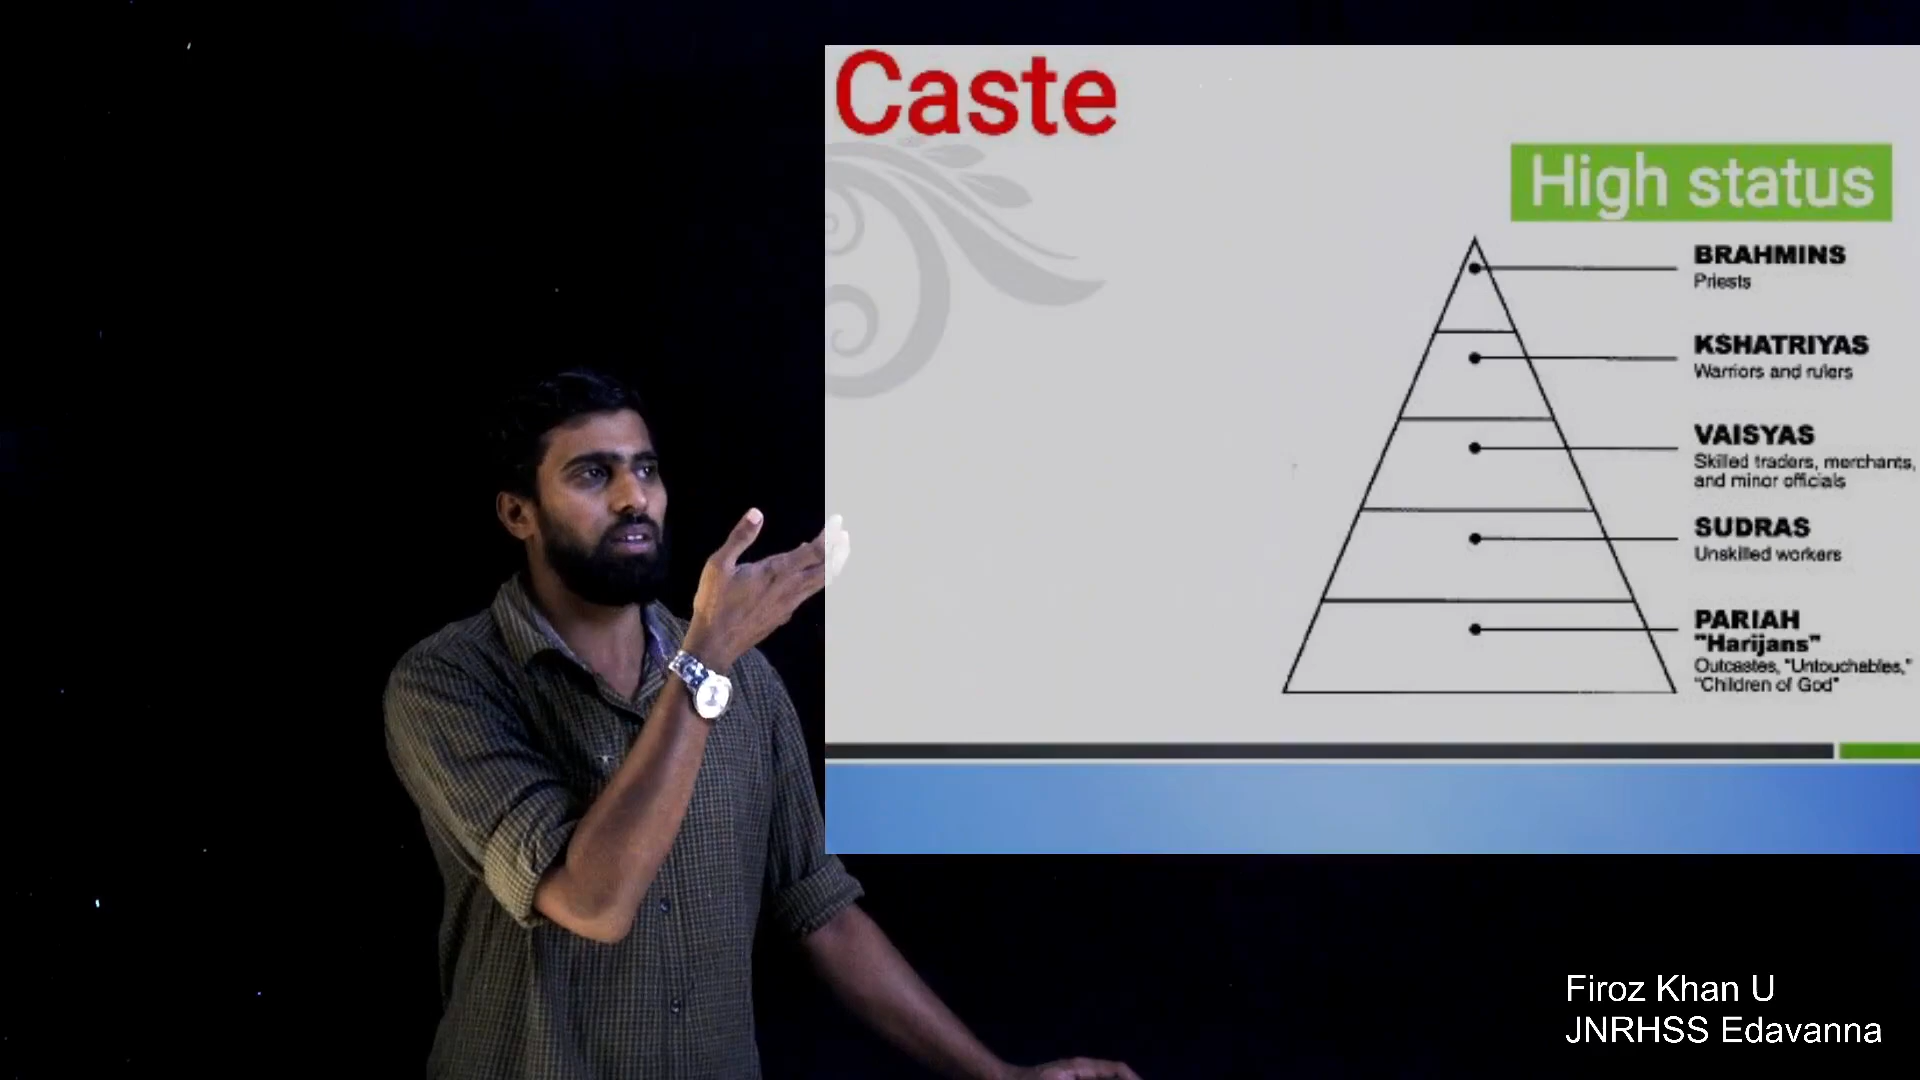 Caste
High status
BRAHMINS
Priests
KSHATRIYAS
Warriors and rulers
VAISYAS
Skilled traders, merchants,
and minor officials
SUDRAS
Unskilled workers
PARIAH
"Harijans"
Outcastes, "Untouchables,"
"Children of God"
Firoz Khan U
JNRHSS Edavanna